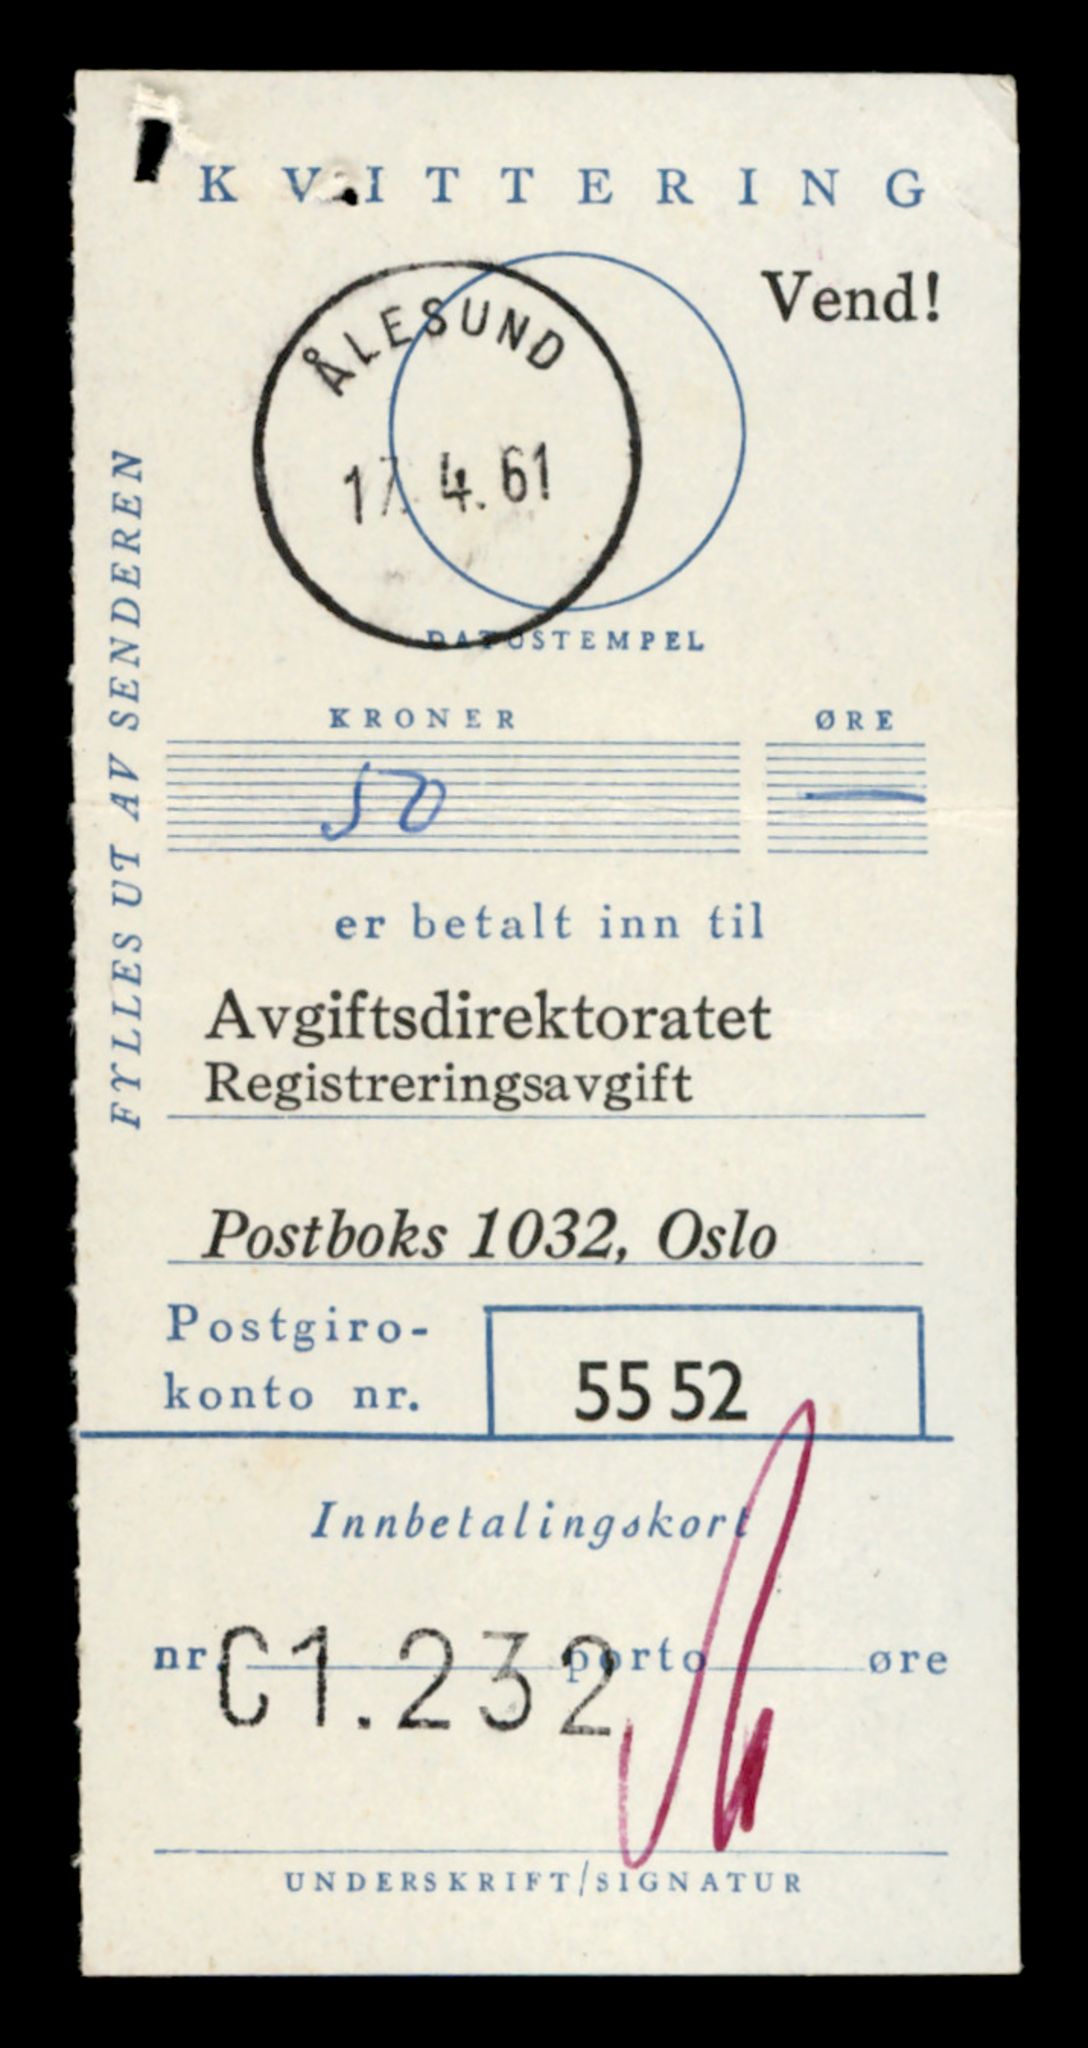 KVITTERING
Vend!
ÅLESUND
17. 4. 61
DATOSTEMPEL
FYLLES UT AV SENDEREN
KRONER ØRE
50 —
er betalt inn til
Avgiftsdirektoratet
Registreringsavgift
Postboks 1032, Oslo
Postgiro-
konto nr. 55 52
Innbetalingskort
nr C1.232 porto øre
UNDERSKRIFT/SIGNATUR